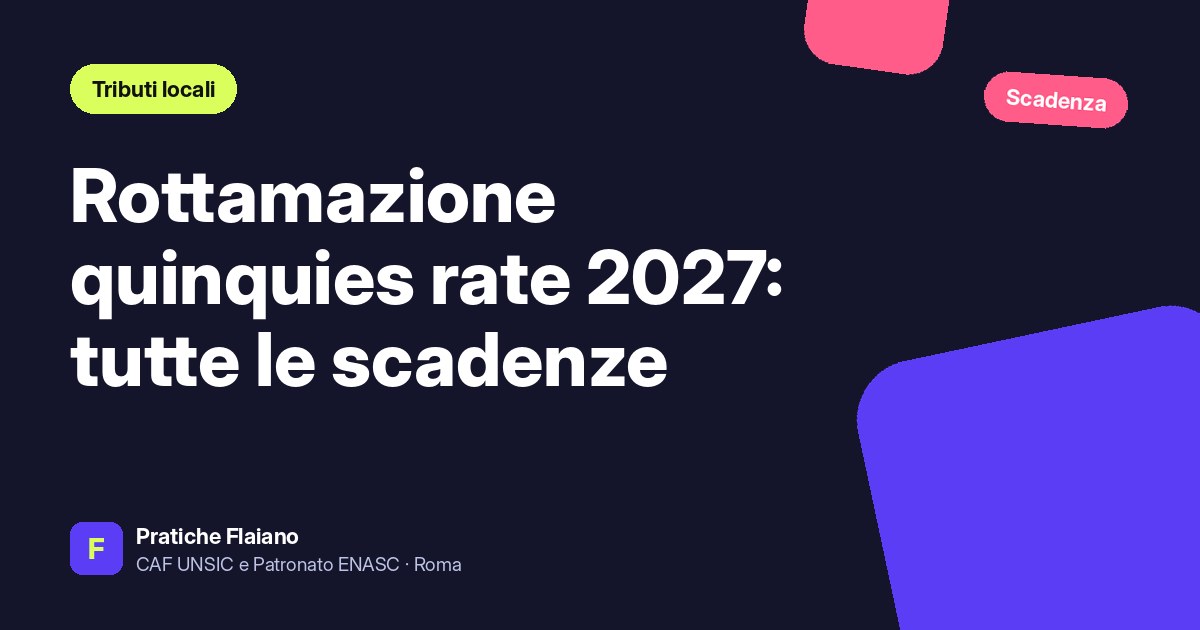 Tributi locali
Scadenza
Rottamazione
quinquies rate 2027:
tutte le scadenze
F
Pratiche Flaiano
CAF UNSIC e Patronato ENASC · Roma